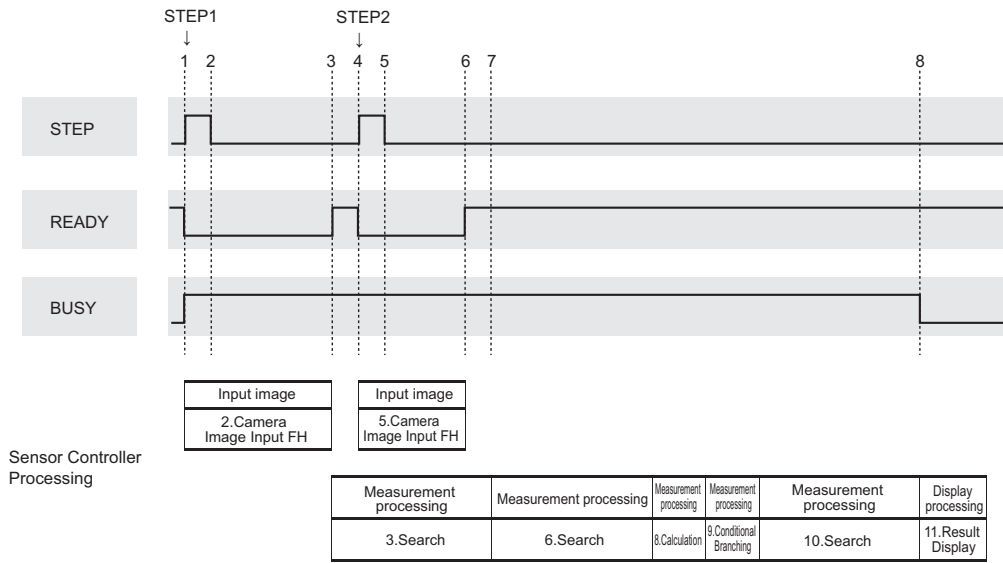 STEP1
STEP2
↓
↓
1 2 3 4 5 6 7 8
STEP
READY
BUSY
Input image
Input image
2.Camera
Image Input FH
5.Camera
Image Input FH
Sensor Controller
Processing
Measurement
processing
Measurement processing
Measurement
processing
Measurement
processing
Measurement
processing
Display
processing
3.Search
6.Search
8.Calculation
9.Conditional
Branching
10.Search
11.Result
Display